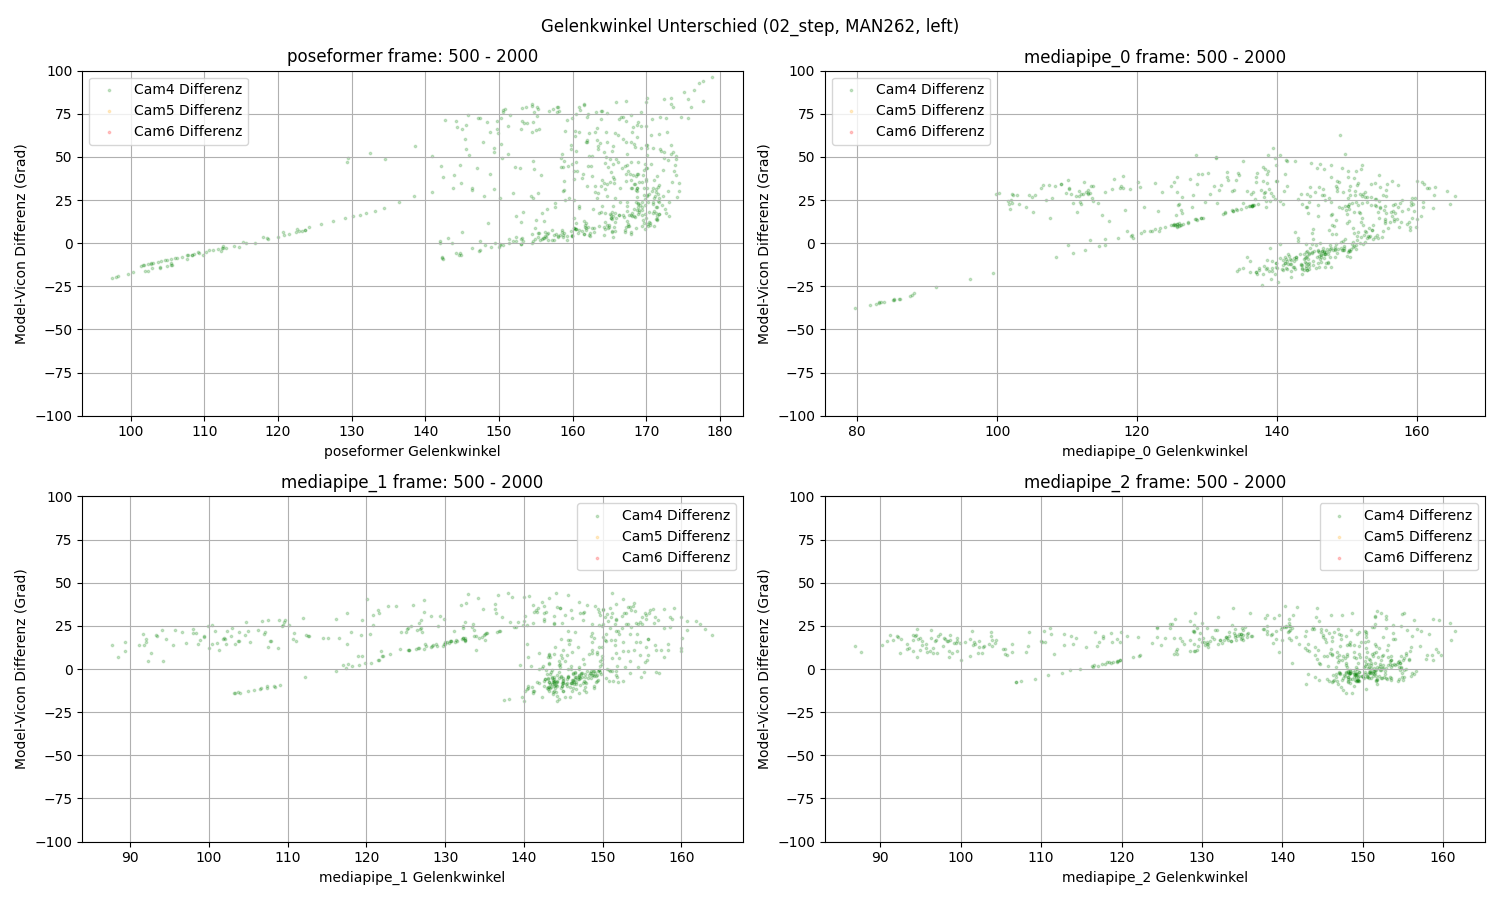 Gelenkwinkel Unterschied (02_step, MAN262, left)
poseformer frame: 500 - 2000
Model-Vicon Differenz (Grad)
100
75
50
25
0
−25
−50
−75
−100
Cam4 Differenz
Cam5 Differenz
Cam6 Differenz
100 110 120 130 140 150 160 170 180
poseformer Gelenkwinkel
mediapipe_0 frame: 500 - 2000
Model-Vicon Differenz (Grad)
100
75
50
25
0
−25
−50
−75
−100
Cam4 Differenz
Cam5 Differenz
Cam6 Differenz
80 100 120 140 160
mediapipe_0 Gelenkwinkel
mediapipe_1 frame: 500 - 2000
Model-Vicon Differenz (Grad)
100
75
50
25
0
−25
−50
−75
−100
Cam4 Differenz
Cam5 Differenz
Cam6 Differenz
90 100 110 120 130 140 150 160
mediapipe_1 Gelenkwinkel
mediapipe_2 frame: 500 - 2000
Model-Vicon Differenz (Grad)
100
75
50
25
0
−25
−50
−75
−100
Cam4 Differenz
Cam5 Differenz
Cam6 Differenz
90 100 110 120 130 140 150 160
mediapipe_2 Gelenkwinkel